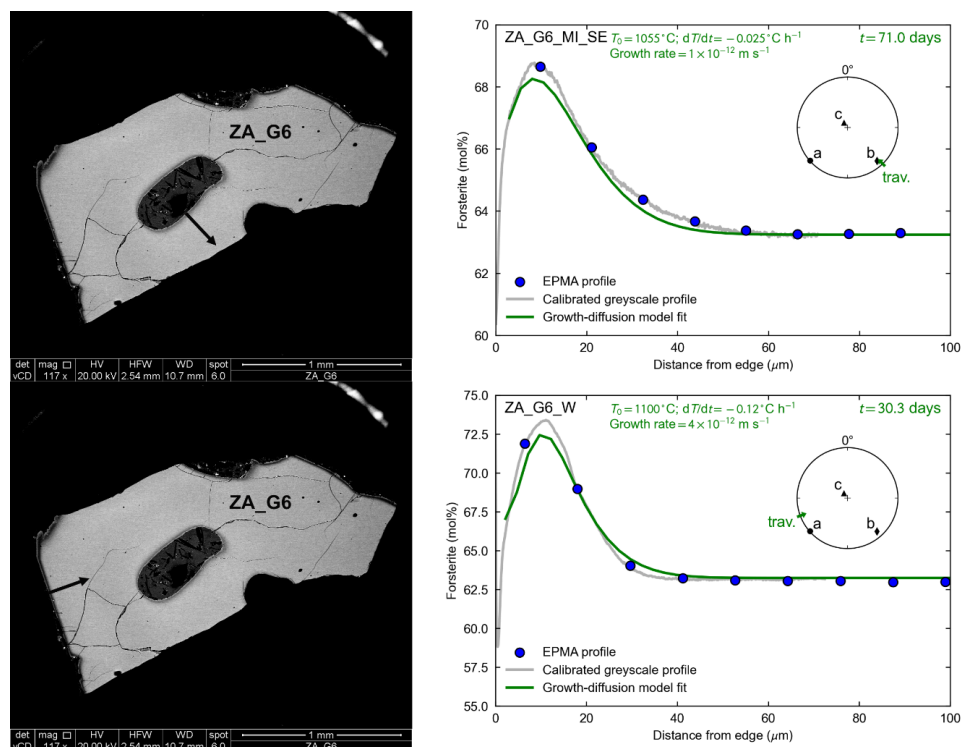 ZA_G6
det mag □ HV HFW WD spot 1 mm
vCD 117 x 20.00 kV 2.54 mm 10.7 mm 6.0 ZA_G6
ZA_G6_MI_SE
T₀ = 1055°C; dT/dt = −0.025°C h⁻¹
Growth rate = 1 × 10⁻¹² m s⁻¹
t = 71.0 days
0°
c
a
b
trav.
EPMA profile
Calibrated greyscale profile
Growth-diffusion model fit
Forsterite (mol%)
70
68
66
64
62
60
0 20 40 60 80 100
Distance from edge (μm)
ZA_G6
det mag □ HV HFW WD spot 1 mm
vCD 117 x 20.00 kV 2.54 mm 10.7 mm 6.0 ZA_G6
ZA_G6_W
T₀ = 1100°C; dT/dt = −0.12°C h⁻¹
Growth rate = 4 × 10⁻¹² m s⁻¹
t = 30.3 days
0°
c
trav.
a
b
EPMA profile
Calibrated greyscale profile
Growth-diffusion model fit
Forsterite (mol%)
75.0
72.5
70.0
67.5
65.0
62.5
60.0
57.5
55.0
0 20 40 60 80 100
Distance from edge (μm)